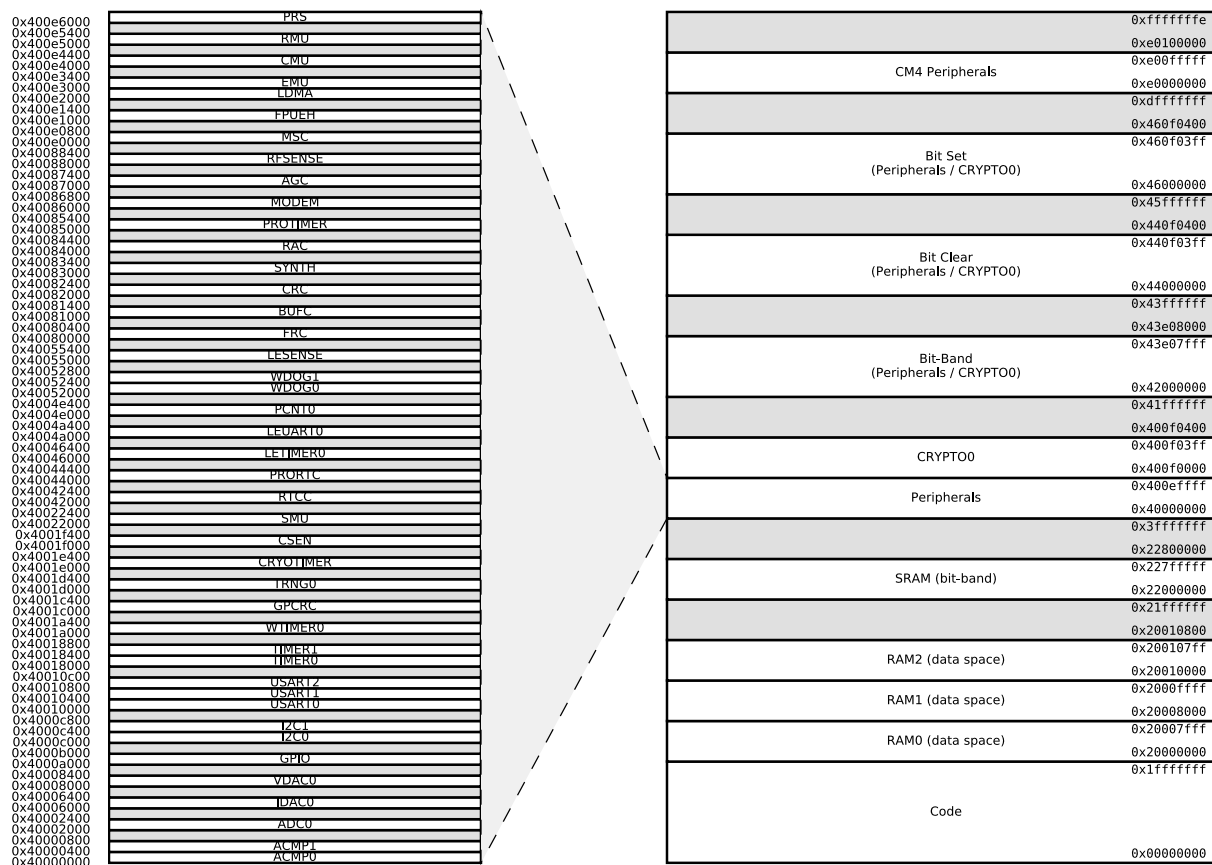 0x400e6000
0x400e5400
0x400e5000
0x400e4400
0x400e4000
0x400e3400
0x400e3000
0x400e2000
0x400e1400
0x400e1000
0x400e0800
0x400e0000
0x40088400
0x40088000
0x40087400
0x40087000
0x40086800
0x40086000
0x40085400
0x40085000
0x40084400
0x40084000
0x40083400
0x40083000
0x40082400
0x40082000
0x40081400
0x40081000
0x40080400
0x40080000
0x40055400
0x40055000
0x40052800
0x40052400
0x40052000
0x4004e400
0x4004e000
0x4004a400
0x4004a000
0x40046400
0x40046000
0x40044400
0x40044000
0x40042400
0x40042000
0x40022400
0x40022000
0x4001f400
0x4001f000
0x4001e400
0x4001e000
0x4001d400
0x4001d000
0x4001c400
0x4001c000
0x4001a400
0x4001a000
0x40018800
0x40018400
0x40018000
0x40010c00
0x40010800
0x40010400
0x40010000
0x4000c800
0x4000c400
0x4000c000
0x4000b000
0x4000a000
0x40008400
0x40008000
0x40006400
0x40006000
0x40002400
0x40002000
0x40000800
0x40000400
0x40000000
PRS
RMU
CMU
EMU
LDMA
FPUEH
MSC
RFSENSE
AGC
MODEM
PROTIMER
RAC
SYNTH
CRC
BUFC
FRC
LESENSE
WDOG1
WDOG0
PCNT0
LEUART0
LETIMER0
PRORTC
RTCC
SMU
CSEN
CRYOTIMER
TRNG0
GPCRC
WTIMER0
TIMER1
TIMER0
USART2
USART1
USART0
I2C1
I2C0
GPIO
VDAC0
IDAC0
ADC0
ACMP1
ACMP0
0xfffffffe
0xe0100000
0xe00fffff
CM4 Peripherals
0xe0000000
0xdfffffff
0x460f0400
0x460f03ff
Bit Set
(Peripherals / CRYPTO0)
0x46000000
0x45ffffff
0x440f0400
0x440f03ff
Bit Clear
(Peripherals / CRYPTO0)
0x44000000
0x43ffffff
0x43e08000
0x43e07fff
Bit-Band
(Peripherals / CRYPTO0)
0x42000000
0x41ffffff
0x400f0400
0x400f03ff
CRYPTO0
0x400f0000
0x400effff
Peripherals
0x40000000
0x3fffffff
0x22800000
0x227fffff
SRAM (bit-band)
0x22000000
0x21ffffff
0x20010800
0x200107ff
RAM2 (data space)
0x20010000
0x2000ffff
RAM1 (data space)
0x20008000
0x20007fff
RAM0 (data space)
0x20000000
0x1fffffff
Code
0x00000000